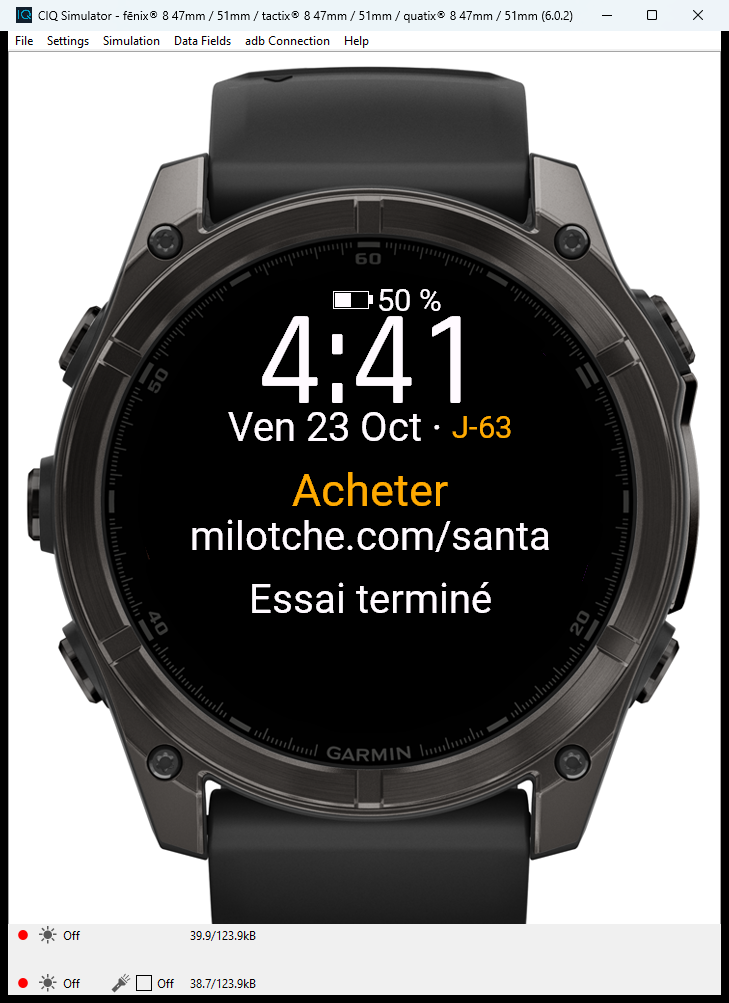 CIQ Simulator - fēnix® 8 47mm / 51mm / tactix® 8 47mm / 51mm / quatix® 8 47mm / 51mm (6.0.2)
File Settings Simulation Data Fields adb Connection Help
60
50 %
4:41
50
Ven 23 Oct · J-63
Acheter
milotche.com/santa
Essai terminé
40
20
GARMIN
Off 39.9/123.9kB
Off Off 38.7/123.9kB